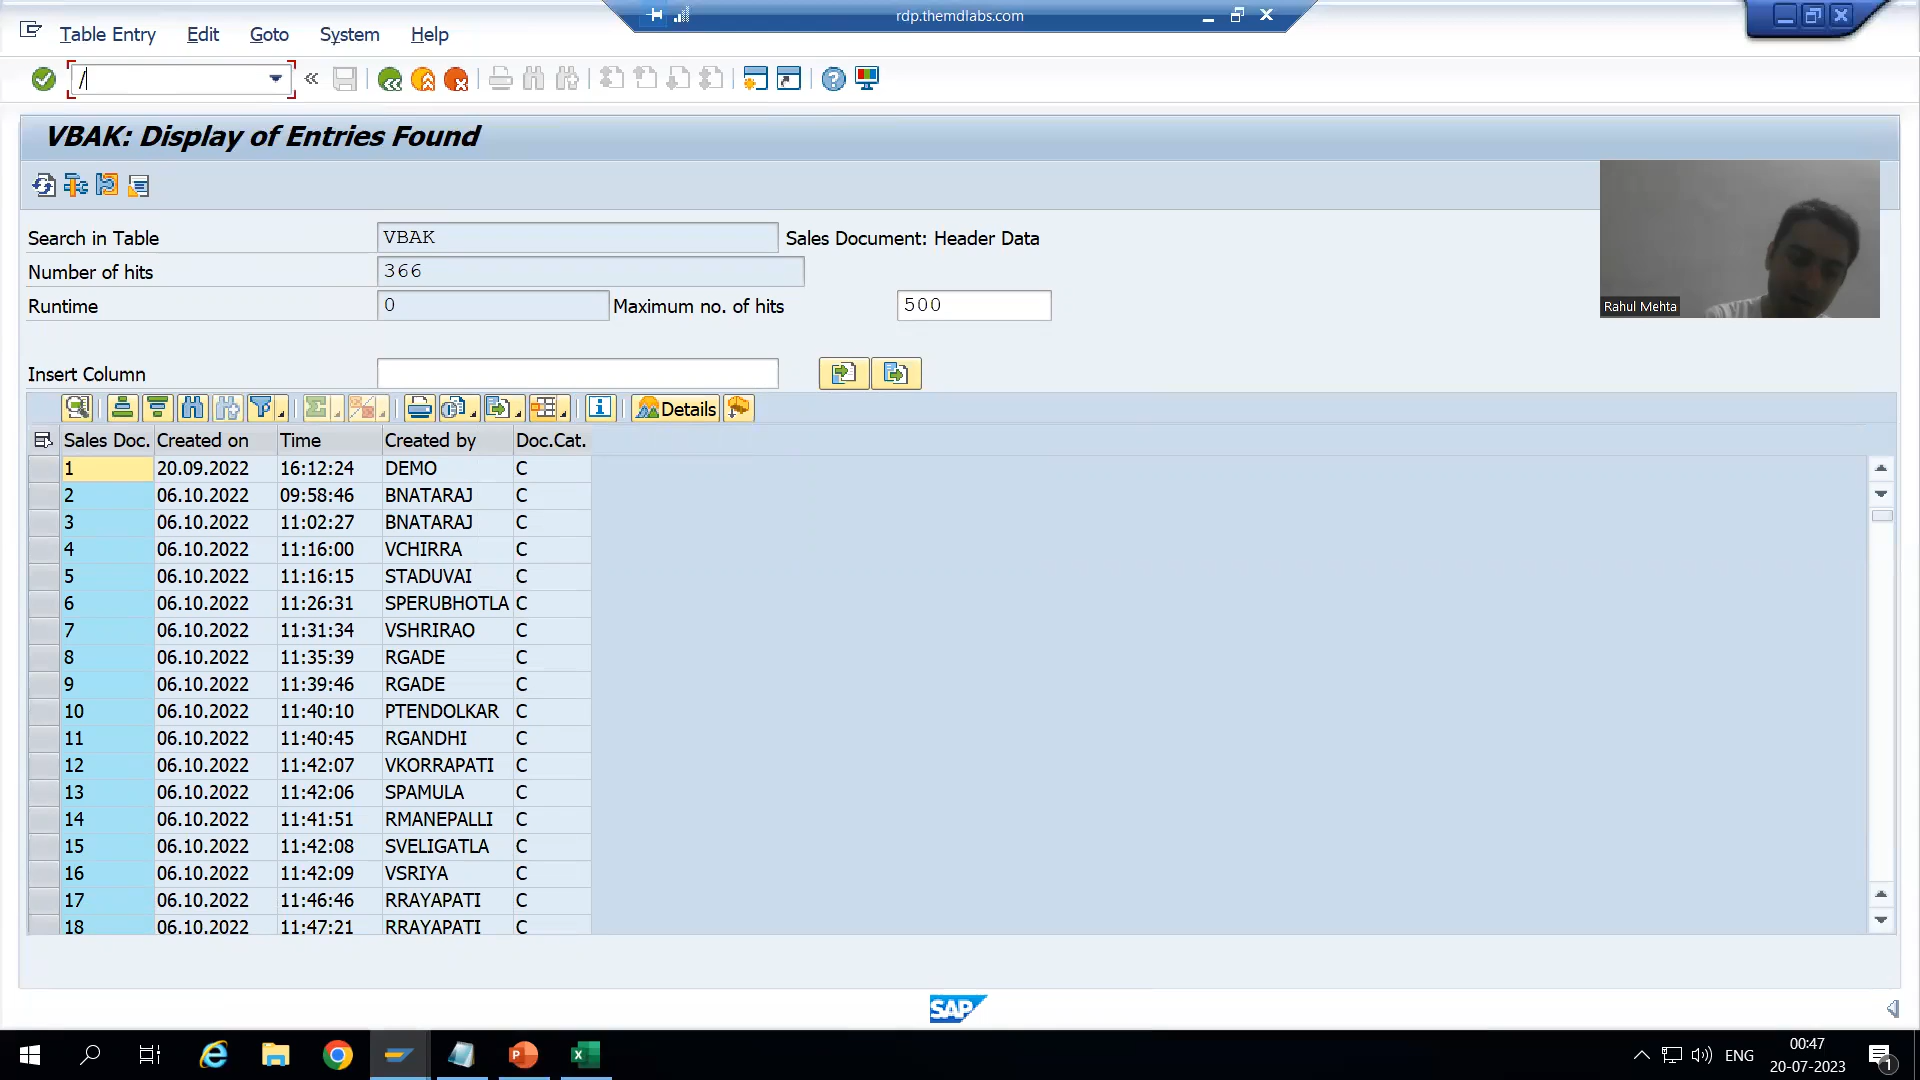 rdp.themdlabs.com
Table Entry Edit Goto System Help
/
VBAK: Display of Entries Found
Search in Table VBAK Sales Document: Header Data
Number of hits 366
Runtime 0 Maximum no. of hits 500
Rahul Mehta
Insert Column
Details
Sales Doc. Created on Time Created by Doc.Cat.
1 20.09.2022 16:12:24 DEMO C
2 06.10.2022 09:58:46 BNATARAJ C
3 06.10.2022 11:02:27 BNATARAJ C
4 06.10.2022 11:16:00 VCHIRRA C
5 06.10.2022 11:16:15 STADUVAI C
6 06.10.2022 11:26:31 SPERUBHOTLA C
7 06.10.2022 11:31:34 VSHRIRAO C
8 06.10.2022 11:35:39 RGADE C
9 06.10.2022 11:39:46 RGADE C
10 06.10.2022 11:40:10 PTENDOLKAR C
11 06.10.2022 11:40:45 RGANDHI C
12 06.10.2022 11:42:07 VKORRAPATI C
13 06.10.2022 11:42:06 SPAMULA C
14 06.10.2022 11:41:51 RMANEPALLI C
15 06.10.2022 11:42:08 SVELIGATLA C
16 06.10.2022 11:42:09 VSRIYA C
17 06.10.2022 11:46:46 RRAYAPATI C
18 06.10.2022 11:47:21 RRAYAPATI C
SAP
ENG 00:47
20-07-2023 1